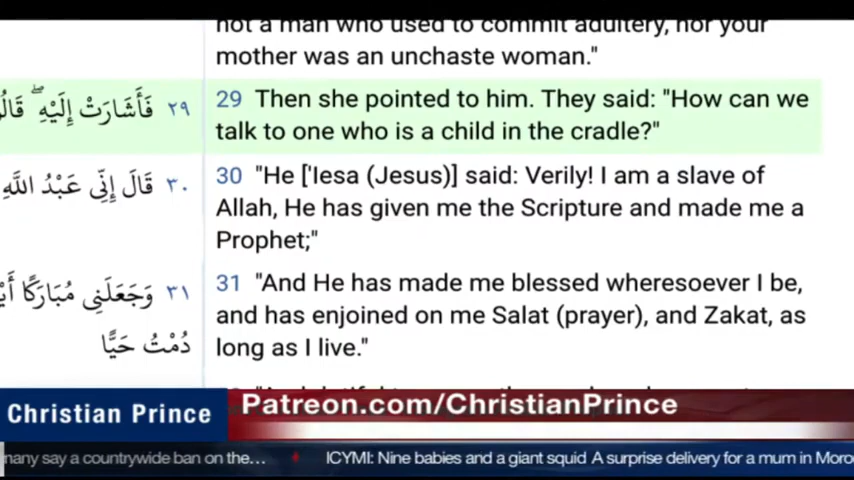 not a man who used to commit adultery, nor your
mother was an unchaste woman."
٢٩ فَأَشَارَتْ إِلَيْهِ ۖ
29 Then she pointed to him. They said: "How can we
talk to one who is a child in the cradle?"
٣٠ قَالَ إِنِّي عَبْدُ اللَّهِ
30 "He ['Iesa (Jesus)] said: Verily! I am a slave of
Allah, He has given me the Scripture and made me a
Prophet;"
٣١ وَجَعَلَنِي مُبَارَكًا
دُمْتُ حَيًّا
31 "And He has made me blessed wheresoever I be,
and has enjoined on me Salat (prayer), and Zakat, as
long as I live."
Christian Prince
Patreon.com/ChristianPrince
many say a countrywide ban on the... ICYMI: Nine babies and a giant squid A surprise delivery for a mum in